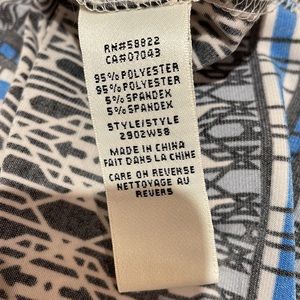 RN#58822
CA#07043
95% POLYESTER
95% POLYESTER
5% SPANDEX
5% SPANDEX
STYLE/STYLE
2902W58
MADE IN CHINA
FAIT DANS LA CHINE
CARE ON REVERSE
NETTOYAGE AU
REVERS